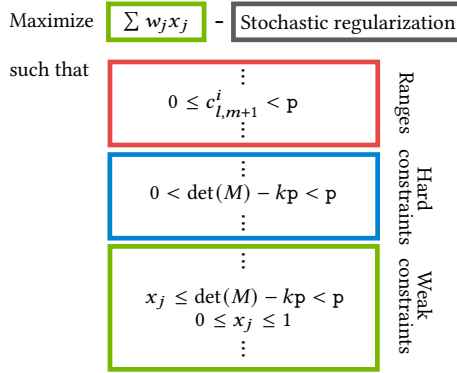 Maximize ∑ w_j x_j - Stochastic regularization
such that
⋮
0 ≤ c^i_{l,m+1} < p
⋮
Ranges
⋮
0 < det(M) − kp < p
⋮
Hard constraints
⋮
x_j ≤ det(M) − kp < p
0 ≤ x_j ≤ 1
⋮
Weak constraints